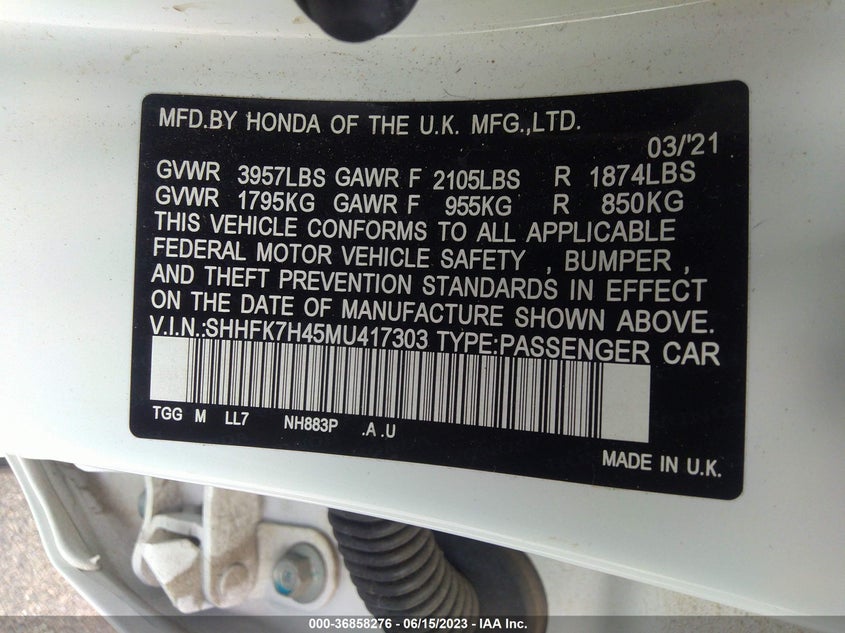 MFD.BY HONDA OF THE U.K. MFG.,LTD.
03/'21
GVWR 3957LBS GAWR F 2105LBS R 1874LBS
GVWR 1795KG GAWR F 955KG R 850KG
THIS VEHICLE CONFORMS TO ALL APPLICABLE
FEDERAL MOTOR VEHICLE SAFETY , BUMPER ,
AND THEFT PREVENTION STANDARDS IN EFFECT
ON THE DATE OF MANUFACTURE SHOWN ABOVE.
V.I.N.:SHHFK7H45MU417303 TYPE:PASSENGER CAR
TGG M LL7 NH883P .A .U
MADE IN U.K.
000-36858276 - 06/15/2023 - IAA Inc.